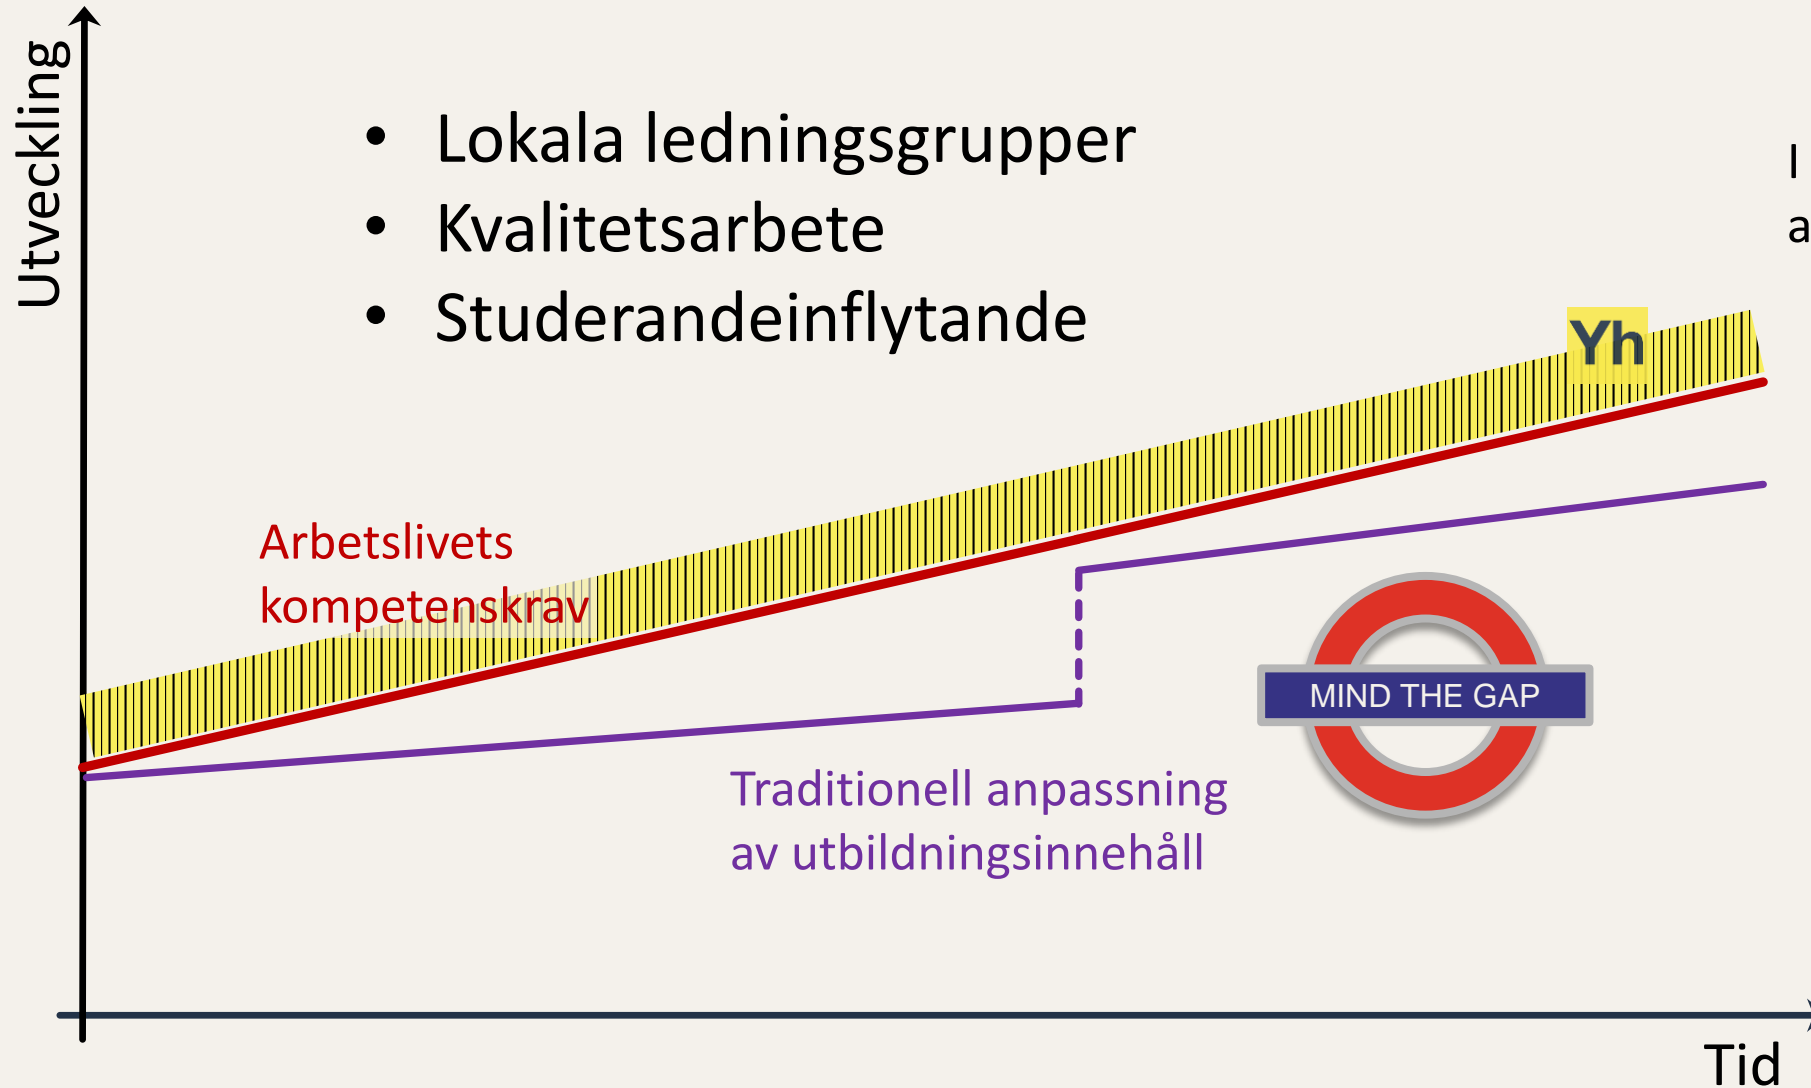 Utveckling
• Lokala ledningsgrupper
• Kvalitetsarbete
• Studerandeinflytande
I
a
Yh
Arbetslivets
kompetenskrav
MIND THE GAP
Traditionell anpassning
av utbildningsinnehåll
Tid